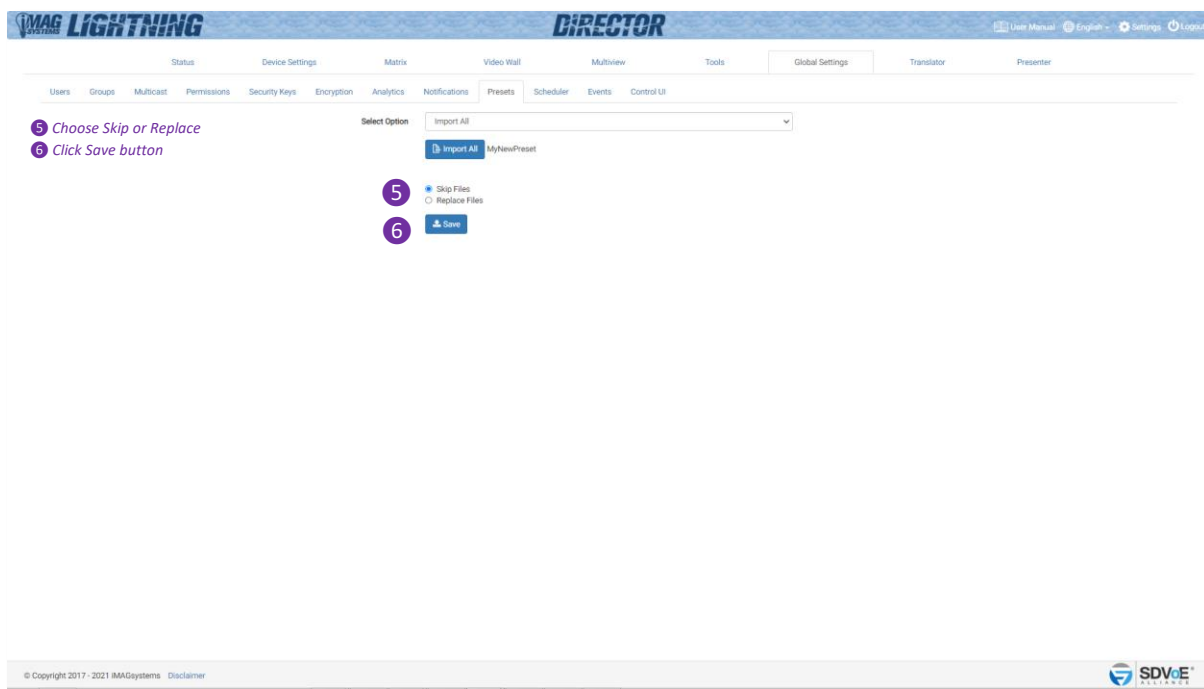 iMAG SYSTEMS LIGHTNING
DiRECTOR
User Manual English Settings Logout
Status Device Settings Matrix Video Wall Multiview Tools Global Settings Translator Presenter
Users Groups Multicast Permissions Security Keys Encryption Analytics Notifications Presets Scheduler Events Control UI
5 Choose Skip or Replace
6 Click Save button
Select Option Import All
Import All MyNewPreset
5 Skip Files
Replace Files
6 Save
© Copyright 2017 - 2021 iMAGsystems Disclaimer
SDVoE
ALLIANCE